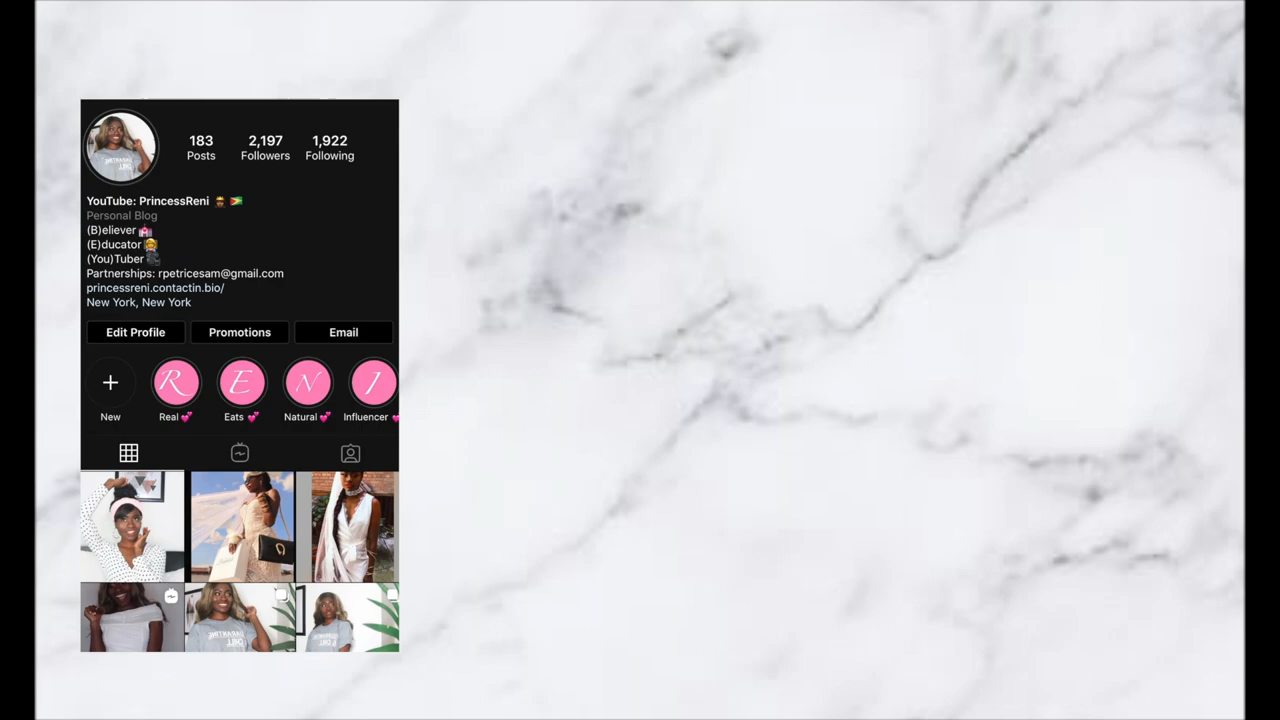 183 2,197 1,922
Posts Followers Following
YouTube: PrincessReni
Personal Blog
(B)eliever
(E)ducator
(You)Tuber
Partnerships: rpetricesam@gmail.com
princessreni.contactin.bio/
New York, New York
Edit Profile Promotions Email
R E N I
New Real Eats Natural Influencer